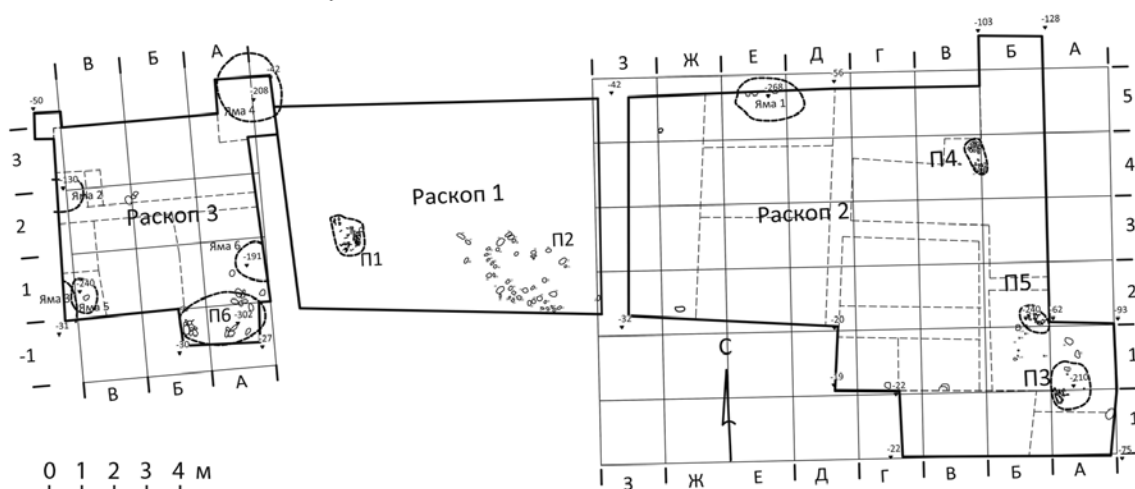 -103
-128
В Б А
З Ж Е Д Г В Б А
-42
-208
-42
-56
-268
-50
Яма 4
Яма 1
5
3
П4
4
-130
Яма 2
Раскоп 1
Раскоп 3
Раскоп 2
2
3
Яма 6
П1
П2
-191
П5
1
-240
2
Яма 3
Яма 5
П6
-302
-240
-62
-93
-31
-32
-20
-30
-27
С
1
-1
П3
-210
-19
-22
В Б А
1
-22
-75
0 1 2 3 4 м
З Ж Е Д Г В Б А